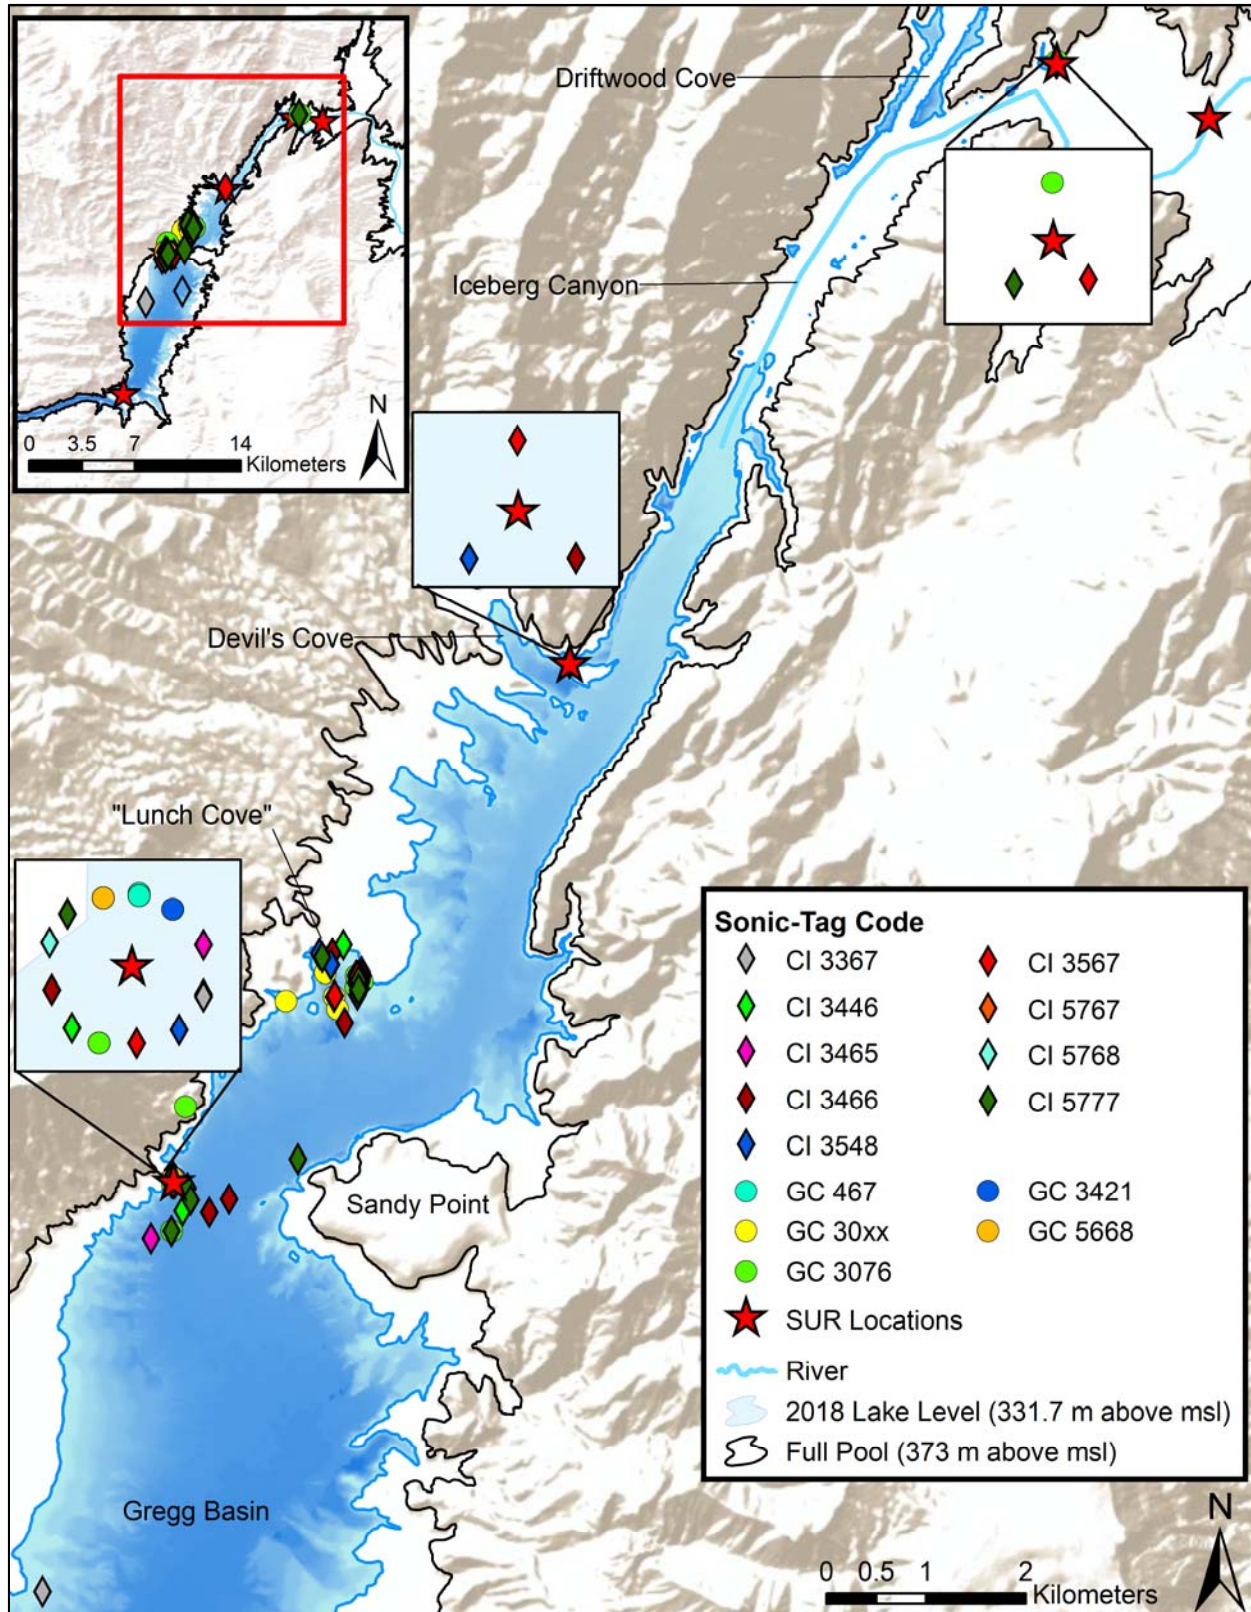 Driftwood Cove
Iceberg Canyon
N
0 3.5 7 14
Kilometers
Devil's Cove
"Lunch Cove"
Sandy Point
Gregg Basin
Sonic-Tag Code
CI 3367
CI 3446
CI 3465
CI 3466
CI 3548
CI 3567
CI 5767
CI 5768
CI 5777
GC 467
GC 30xx
GC 3076
GC 3421
GC 5668
SUR Locations
River
2018 Lake Level (331.7 m above msl)
Full Pool (373 m above msl)
N
0 0.5 1 2
Kilometers